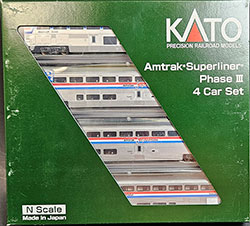 KATO
PRECISION RAILROAD MODELS
Amtrak•Superliner•
Phase III
4 Car Set
N Scale
Made in Japan